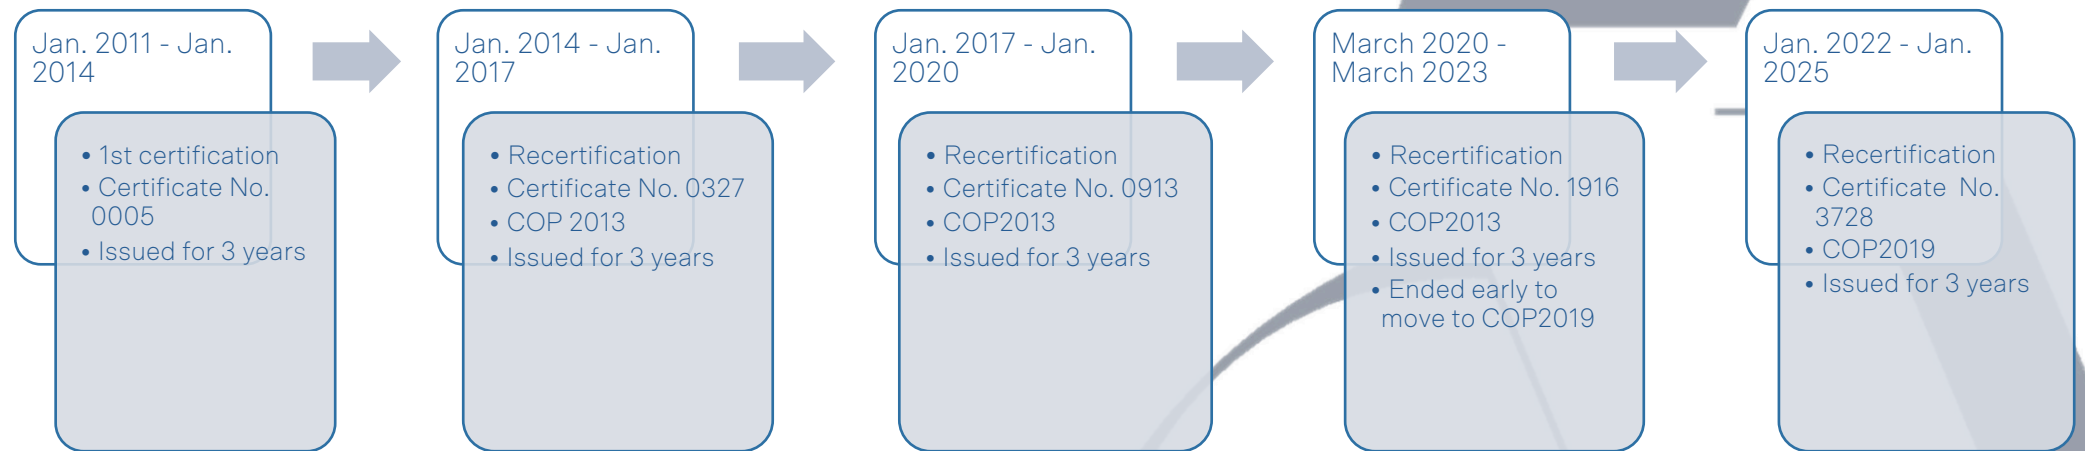 Jan. 2011 - Jan.
2014
• 1st certification
• Certificate No.
0005
• Issued for 3 years
Jan. 2014 - Jan.
2017
• Recertification
• Certificate No. 0327
• COP 2013
• Issued for 3 years
Jan. 2017 - Jan.
2020
• Recertification
• Certificate No. 0913
• COP2013
• Issued for 3 years
March 2020 -
March 2023
• Recertification
• Certificate No. 1916
• COP2013
• Issued for 3 years
• Ended early to
move to COP2019
Jan. 2022 - Jan.
2025
• Recertification
• Certificate No.
3728
• COP2019
• Issued for 3 years